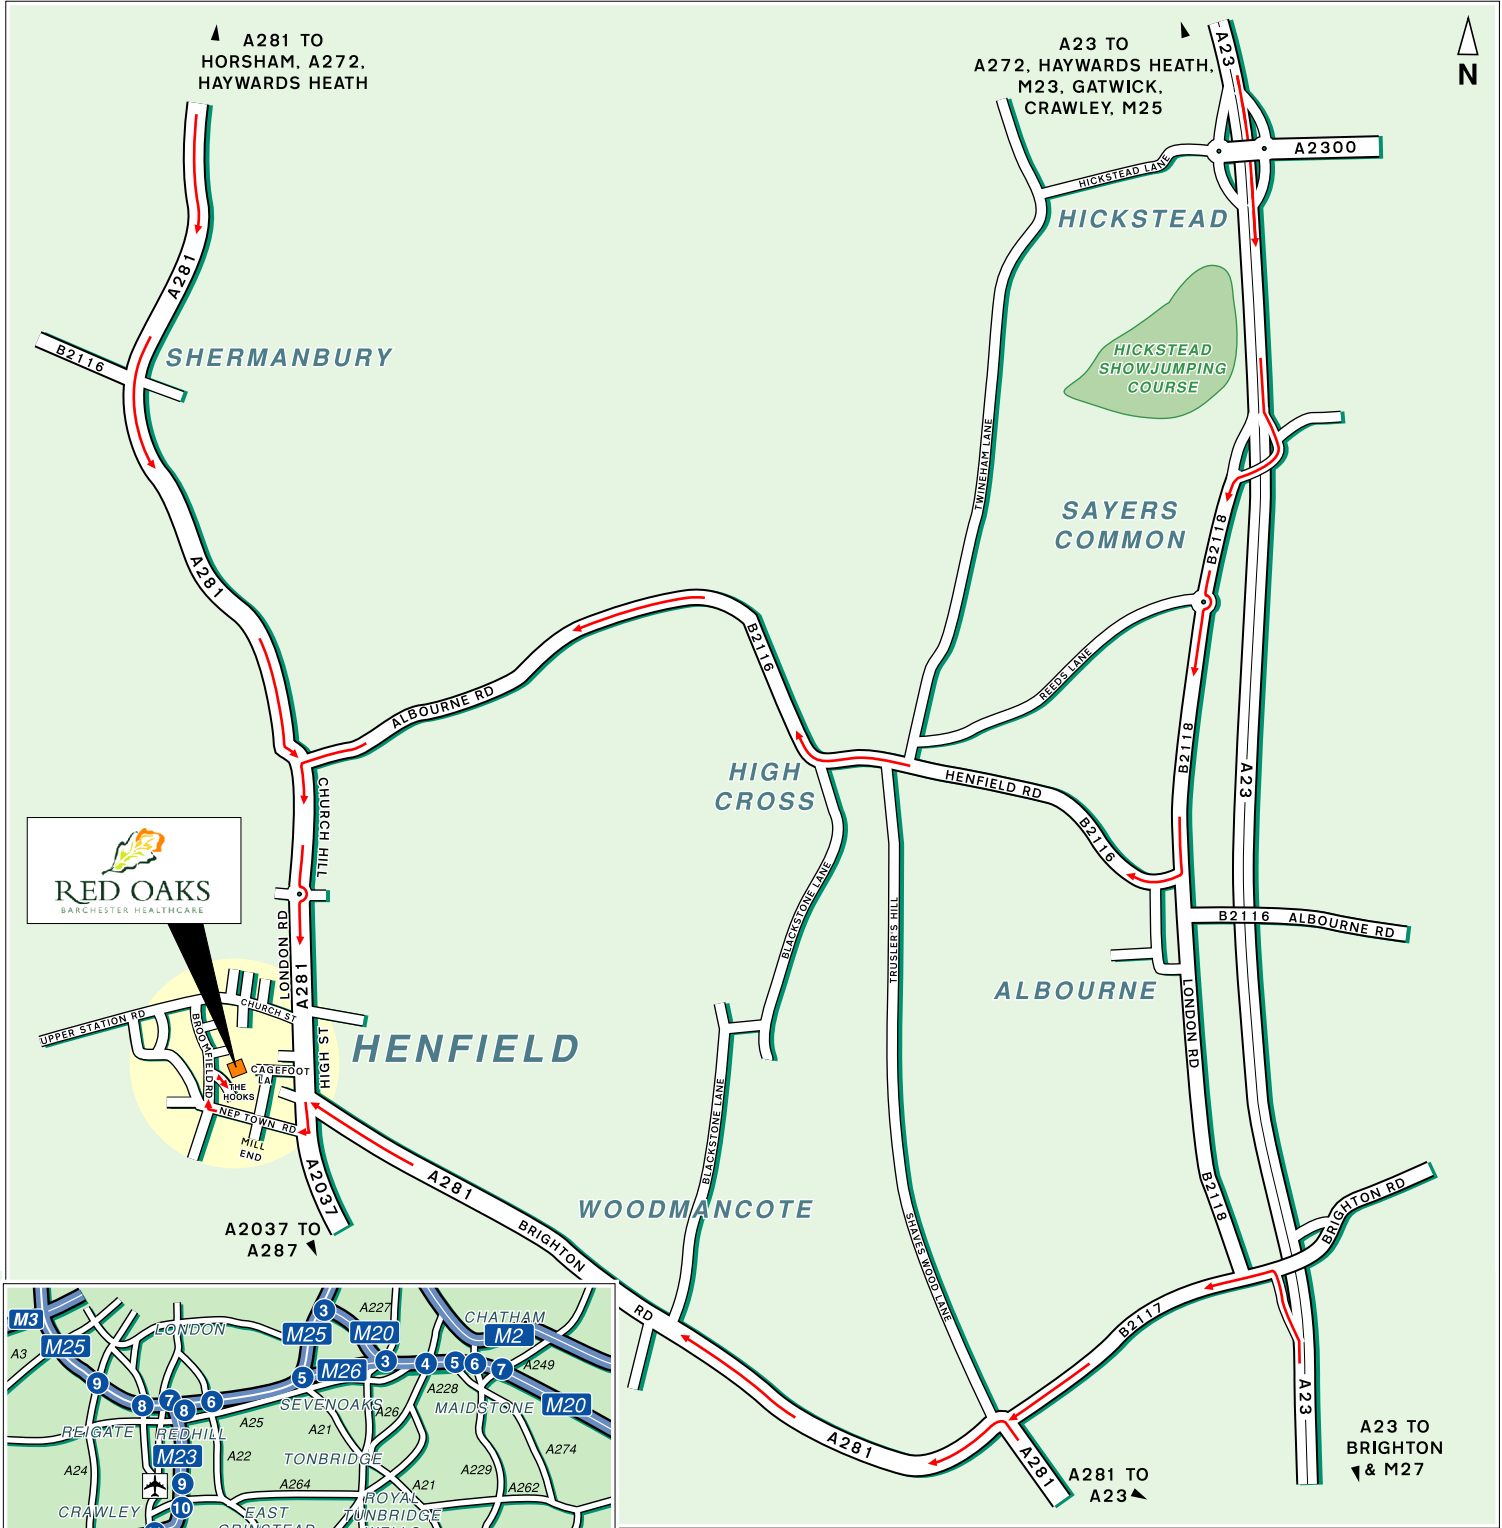 A281 TO
HORSHAM, A272,
HAYWARDS HEATH
A23 TO
A272, HAYWARDS HEATH,
M23, GATWICK,
CRAWLEY, M25
A23
N
A2300
HICKSTEAD LANE
HICKSTEAD
A281
B2116
SHERMANBURY
HICKSTEAD
SHOWJUMPING
COURSE
TWINEHAM LANE
SAYERS
COMMON
B2118
A281
B2116
REEDS LANE
ALBOURNE RD
B2118
A23
HIGH
CROSS
HENFIELD RD
B2116
CHURCH HILL
RED OAKS
BARCHESTER HEALTHCARE
BLACKSTONE LANE
TRUSLER'S HILL
B2116 ALBOURNE RD
LONDON RD
A281
ALBOURNE
LONDON RD
UPPER STATION RD
CHURCH ST
BROOMFIELD RD
HIGH ST
HENFIELD
CAGEFOOT
LA
THE
HOOKS
NEP TOWN RD
MILL
END
BLACKSTONE LANE
A2037
A281
BRIGHTON
RD
WOODMANCOTE
SHAVES WOOD LANE
B2118
BRIGHTON RD
A2037 TO
A287
B2117
A281
A281
A23
A281 TO
A23
A23 TO
BRIGHTON
& M27
M3
M25
A3
LONDON
3
A227
M25
M20
CHATHAM
M2
9
8
7
8
6
5
M26
3
4
5
6
7
A249
M20
REIGATE
REDHILL
A25
SEVENOAKS
A21
A26
A228
MAIDSTONE
M23
A22
A24
TONBRIDGE
A229
A274
9
A264
A21
A262
10
CRAWLEY
EAST
GRINSTEAD
ROYAL
TUNBRIDGE
WELLS